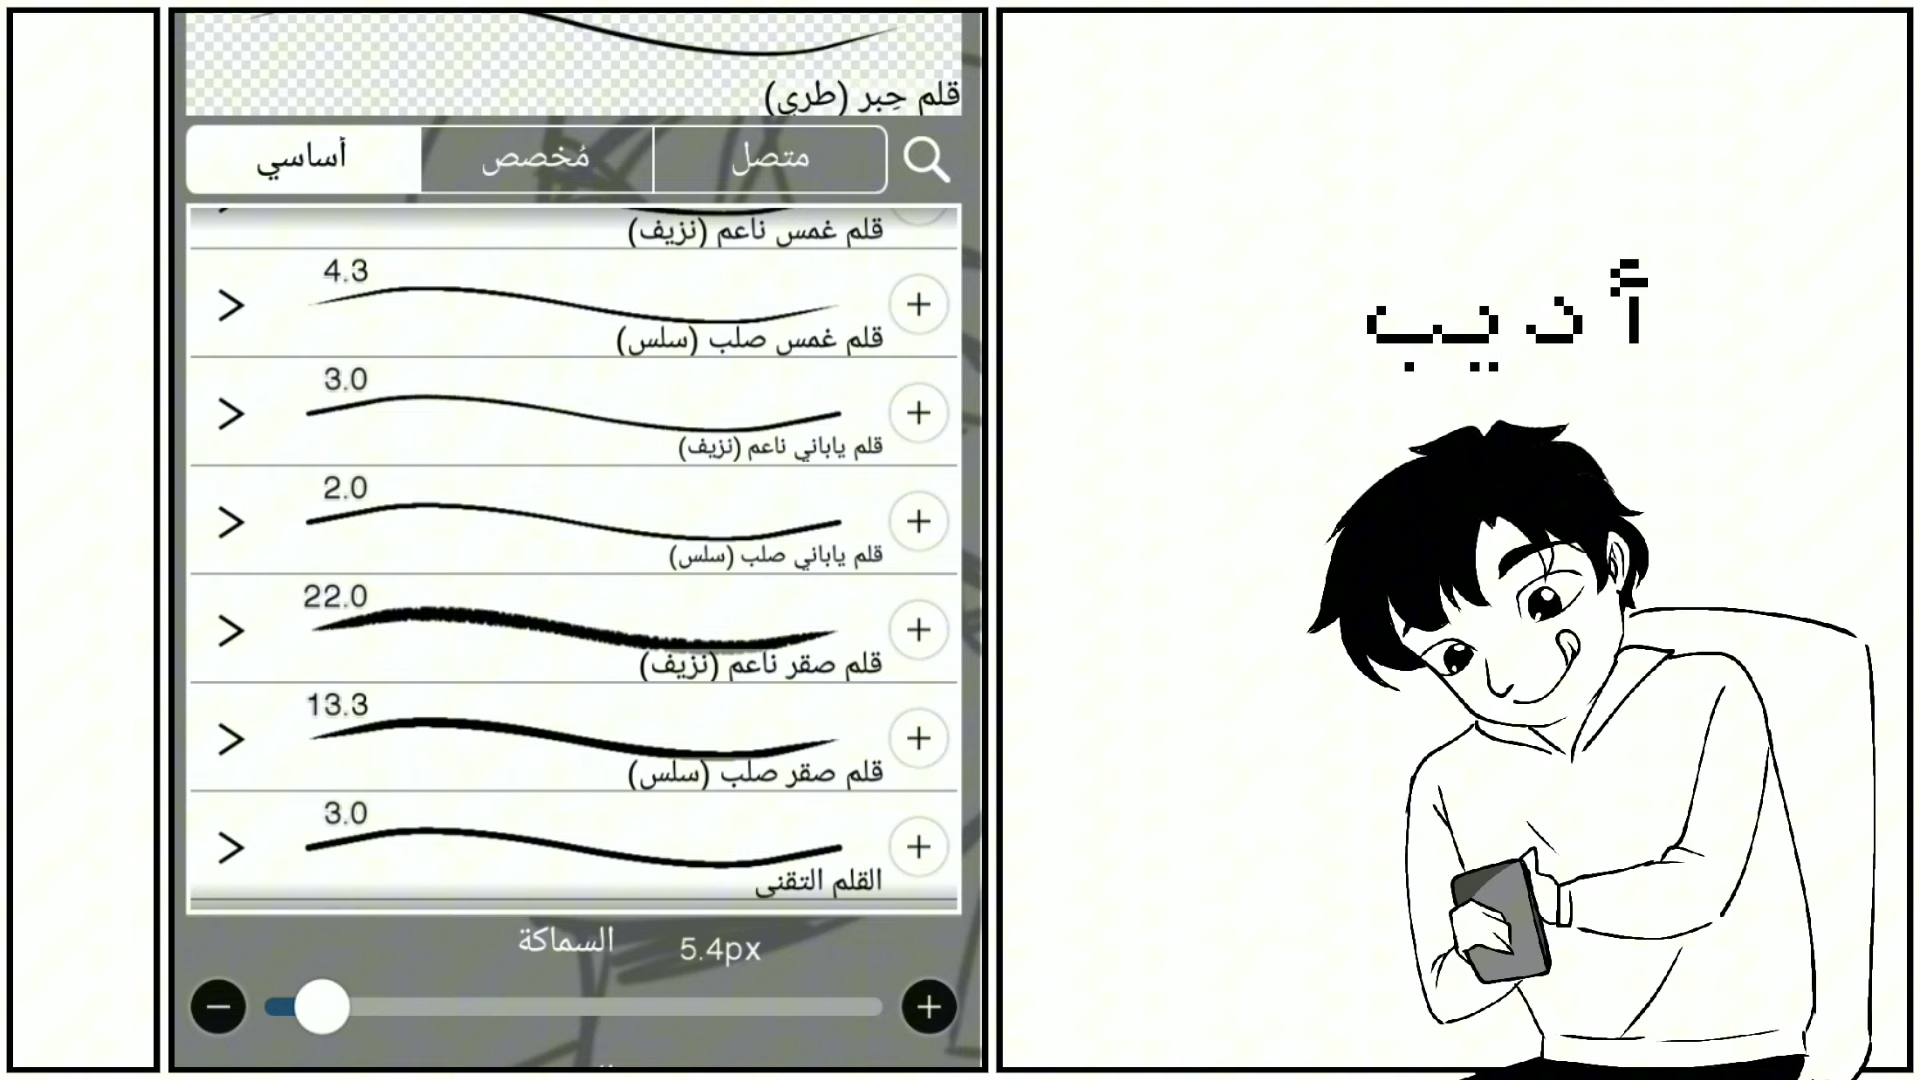 قلم حِبر (طري)
أساسي مُخصص متصل
قلم غمس ناعم (نزيف)
4.3
قلم غمس صلب (سلس)
3.0
قلم ياباني ناعم (نزيف)
2.0
قلم ياباني صلب (سلس)
22.0
قلم صقر ناعم (نزيف)
13.3
قلم صقر صلب (سلس)
3.0
القلم التقني
السماكة 5.4px
أديب